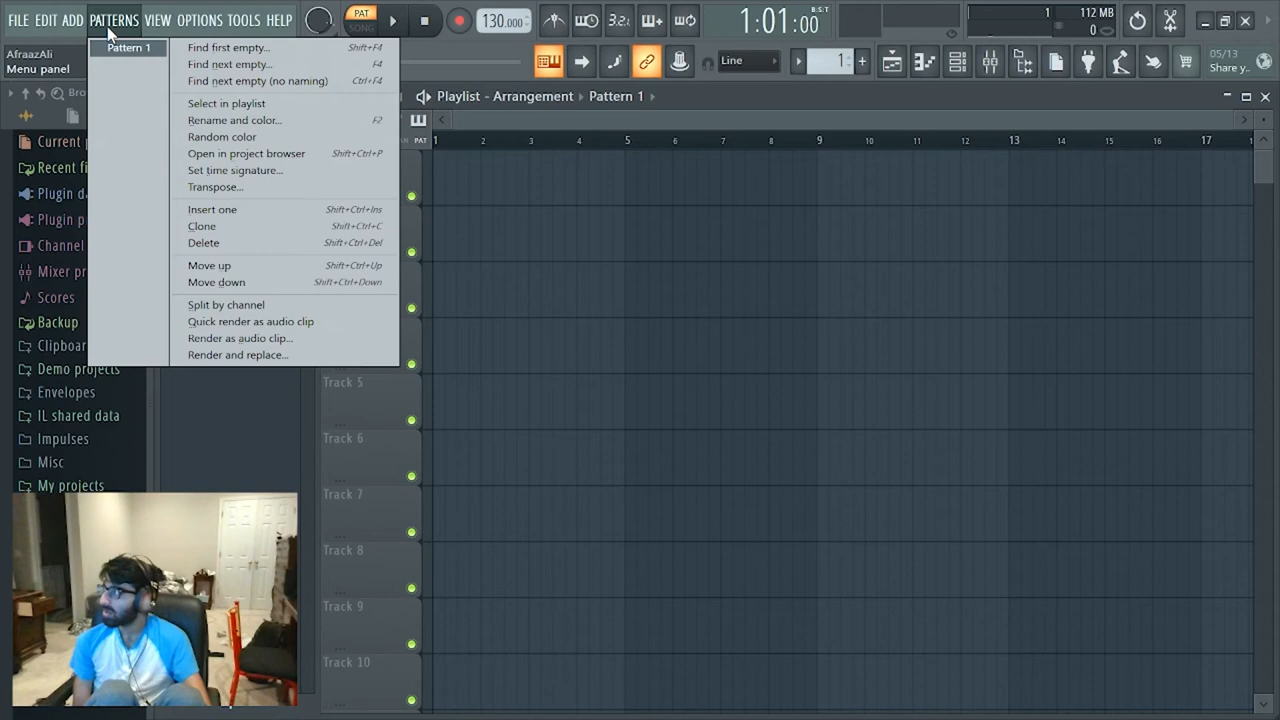 FILE EDIT ADD PATTERNS VIEW OPTIONS TOOLS HELP
PAT
SONG
130.000
3.2.
1:01:00
B:S:T
1
112 MB
0
AfraazAli
Menu panel
Line
1
05/13
Share y..
Bro
Pattern 1
Find first empty... Shift+F4
Find next empty... F4
Find next empty (no naming) Ctrl+F4
Select in playlist
Rename and color... F2
Random color
Open in project browser Shift+Ctrl+P
Set time signature...
Transpose...
Insert one Shift+Ctrl+Ins
Clone Shift+Ctrl+C
Delete Shift+Ctrl+Del
Move up Shift+Ctrl+Up
Move down Shift+Ctrl+Down
Split by channel
Quick render as audio clip
Render as audio clip...
Render and replace...
Current p
Recent fi
Plugin da
Plugin pr
Channel
Mixer pr
Scores
Backup
Clipboar
Demo projects
Envelopes
IL shared data
Impulses
Misc
My projects
Playlist - Arrangement Pattern 1
PAT
1 2 3 4 5 6 7 8 9 10 11 12 13 14 15 16 17
Track 5
Track 6
Track 7
Track 8
Track 9
Track 10